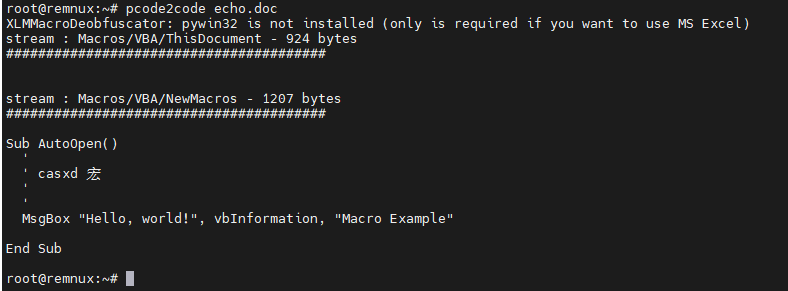 root@remnux:~# pcode2code echo.doc
XLMMacroDeobfuscator: pywin32 is not installed (only is required if you want to use MS Excel)
stream : Macros/VBA/ThisDocument - 924 bytes
########################################
stream : Macros/VBA/NewMacros - 1207 bytes
########################################
Sub AutoOpen()
'
' casxd 宏
'
'
MsgBox "Hello, world!", vbInformation, "Macro Example"
End Sub
root@remnux:~#